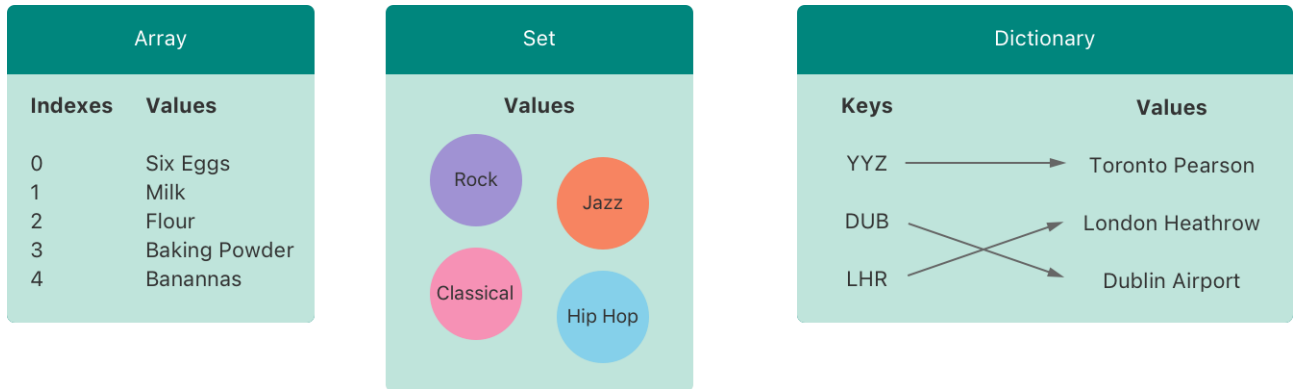 Array
Indexes Values
0 Six Eggs
1 Milk
2 Flour
3 Baking Powder
4 Banannas
Set
Values
Rock
Jazz
Classical
Hip Hop
Dictionary
Keys Values
YYZ Toronto Pearson
DUB London Heathrow
LHR Dublin Airport